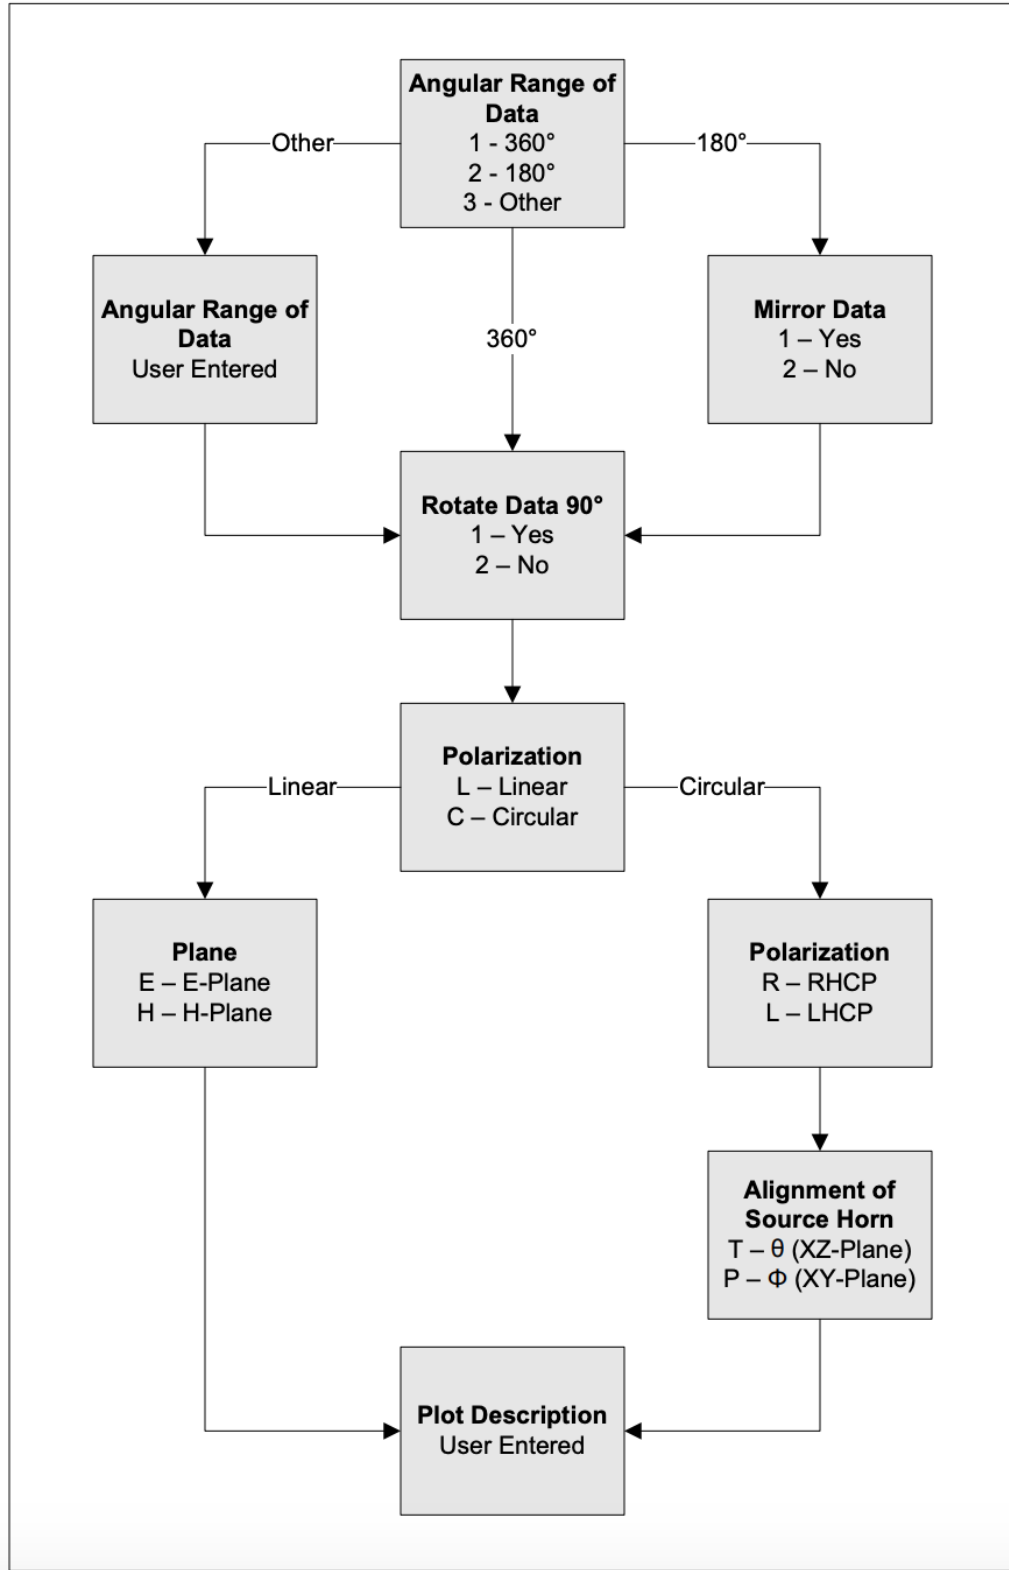 Angular Range of
Data
1 - 360°
2 - 180°
3 - Other
Other
180°
Angular Range of
Data
User Entered
360°
Mirror Data
1 – Yes
2 – No
Rotate Data 90°
1 – Yes
2 – No
Polarization
L – Linear
C – Circular
Linear
Circular
Plane
E – E-Plane
H – H-Plane
Polarization
R – RHCP
L – LHCP
Alignment of
Source Horn
T – θ (XZ-Plane)
P – Φ (XY-Plane)
Plot Description
User Entered